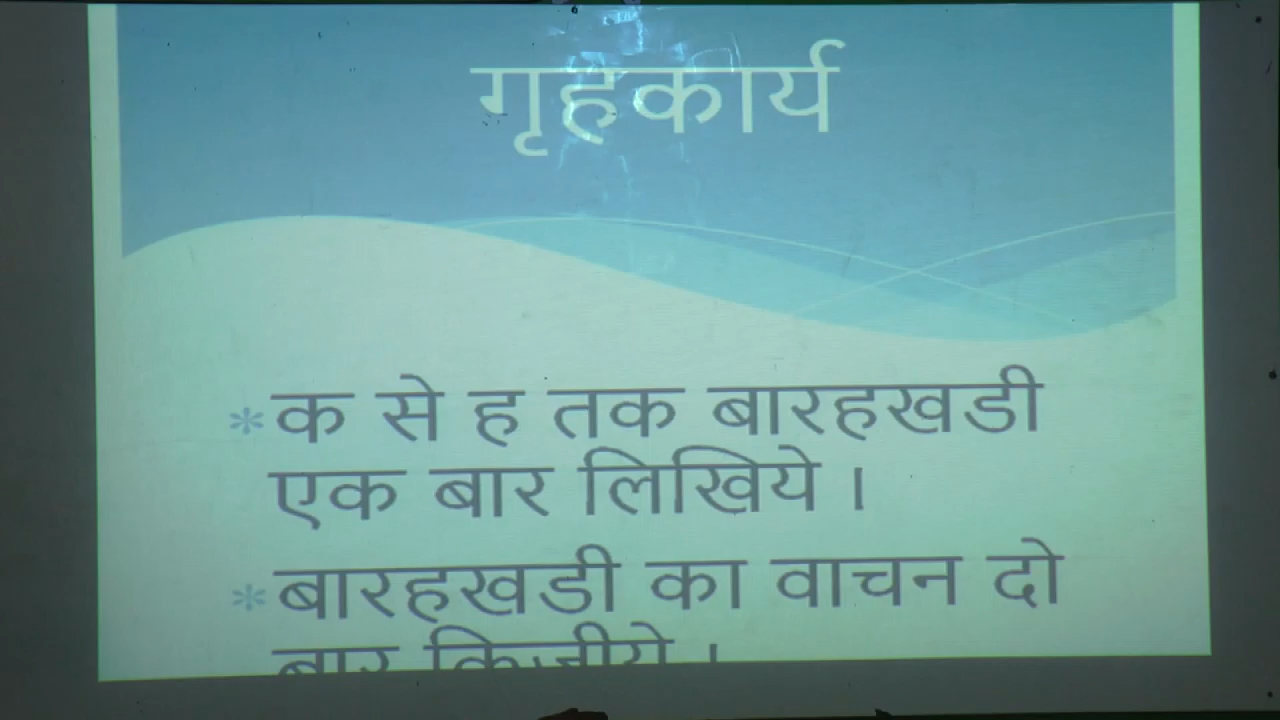 गृहकार्य
* क से ह तक बारहखडी
एक बार लिखिये ।
* बारहखडी का वाचन दो
बार किजीये ।